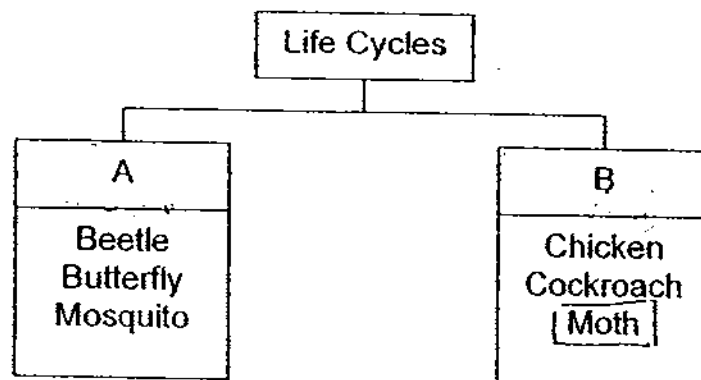 Life Cycles
A
Beetle
Butterfly
Mosquito
B
Chicken
Cockroach
Moth